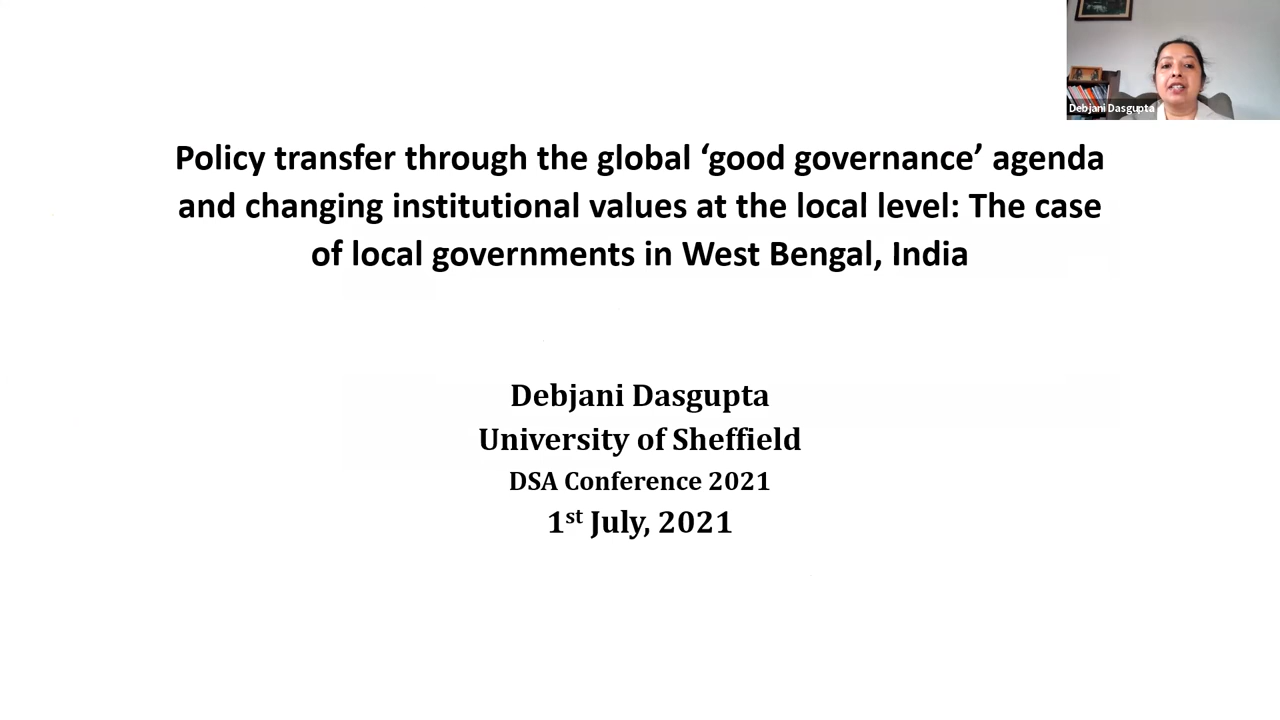 Debjani Dasgupta
Policy transfer through the global ‘good governance’ agenda
and changing institutional values at the local level: The case
of local governments in West Bengal, India
Debjani Dasgupta
University of Sheffield
DSA Conference 2021
1st July, 2021